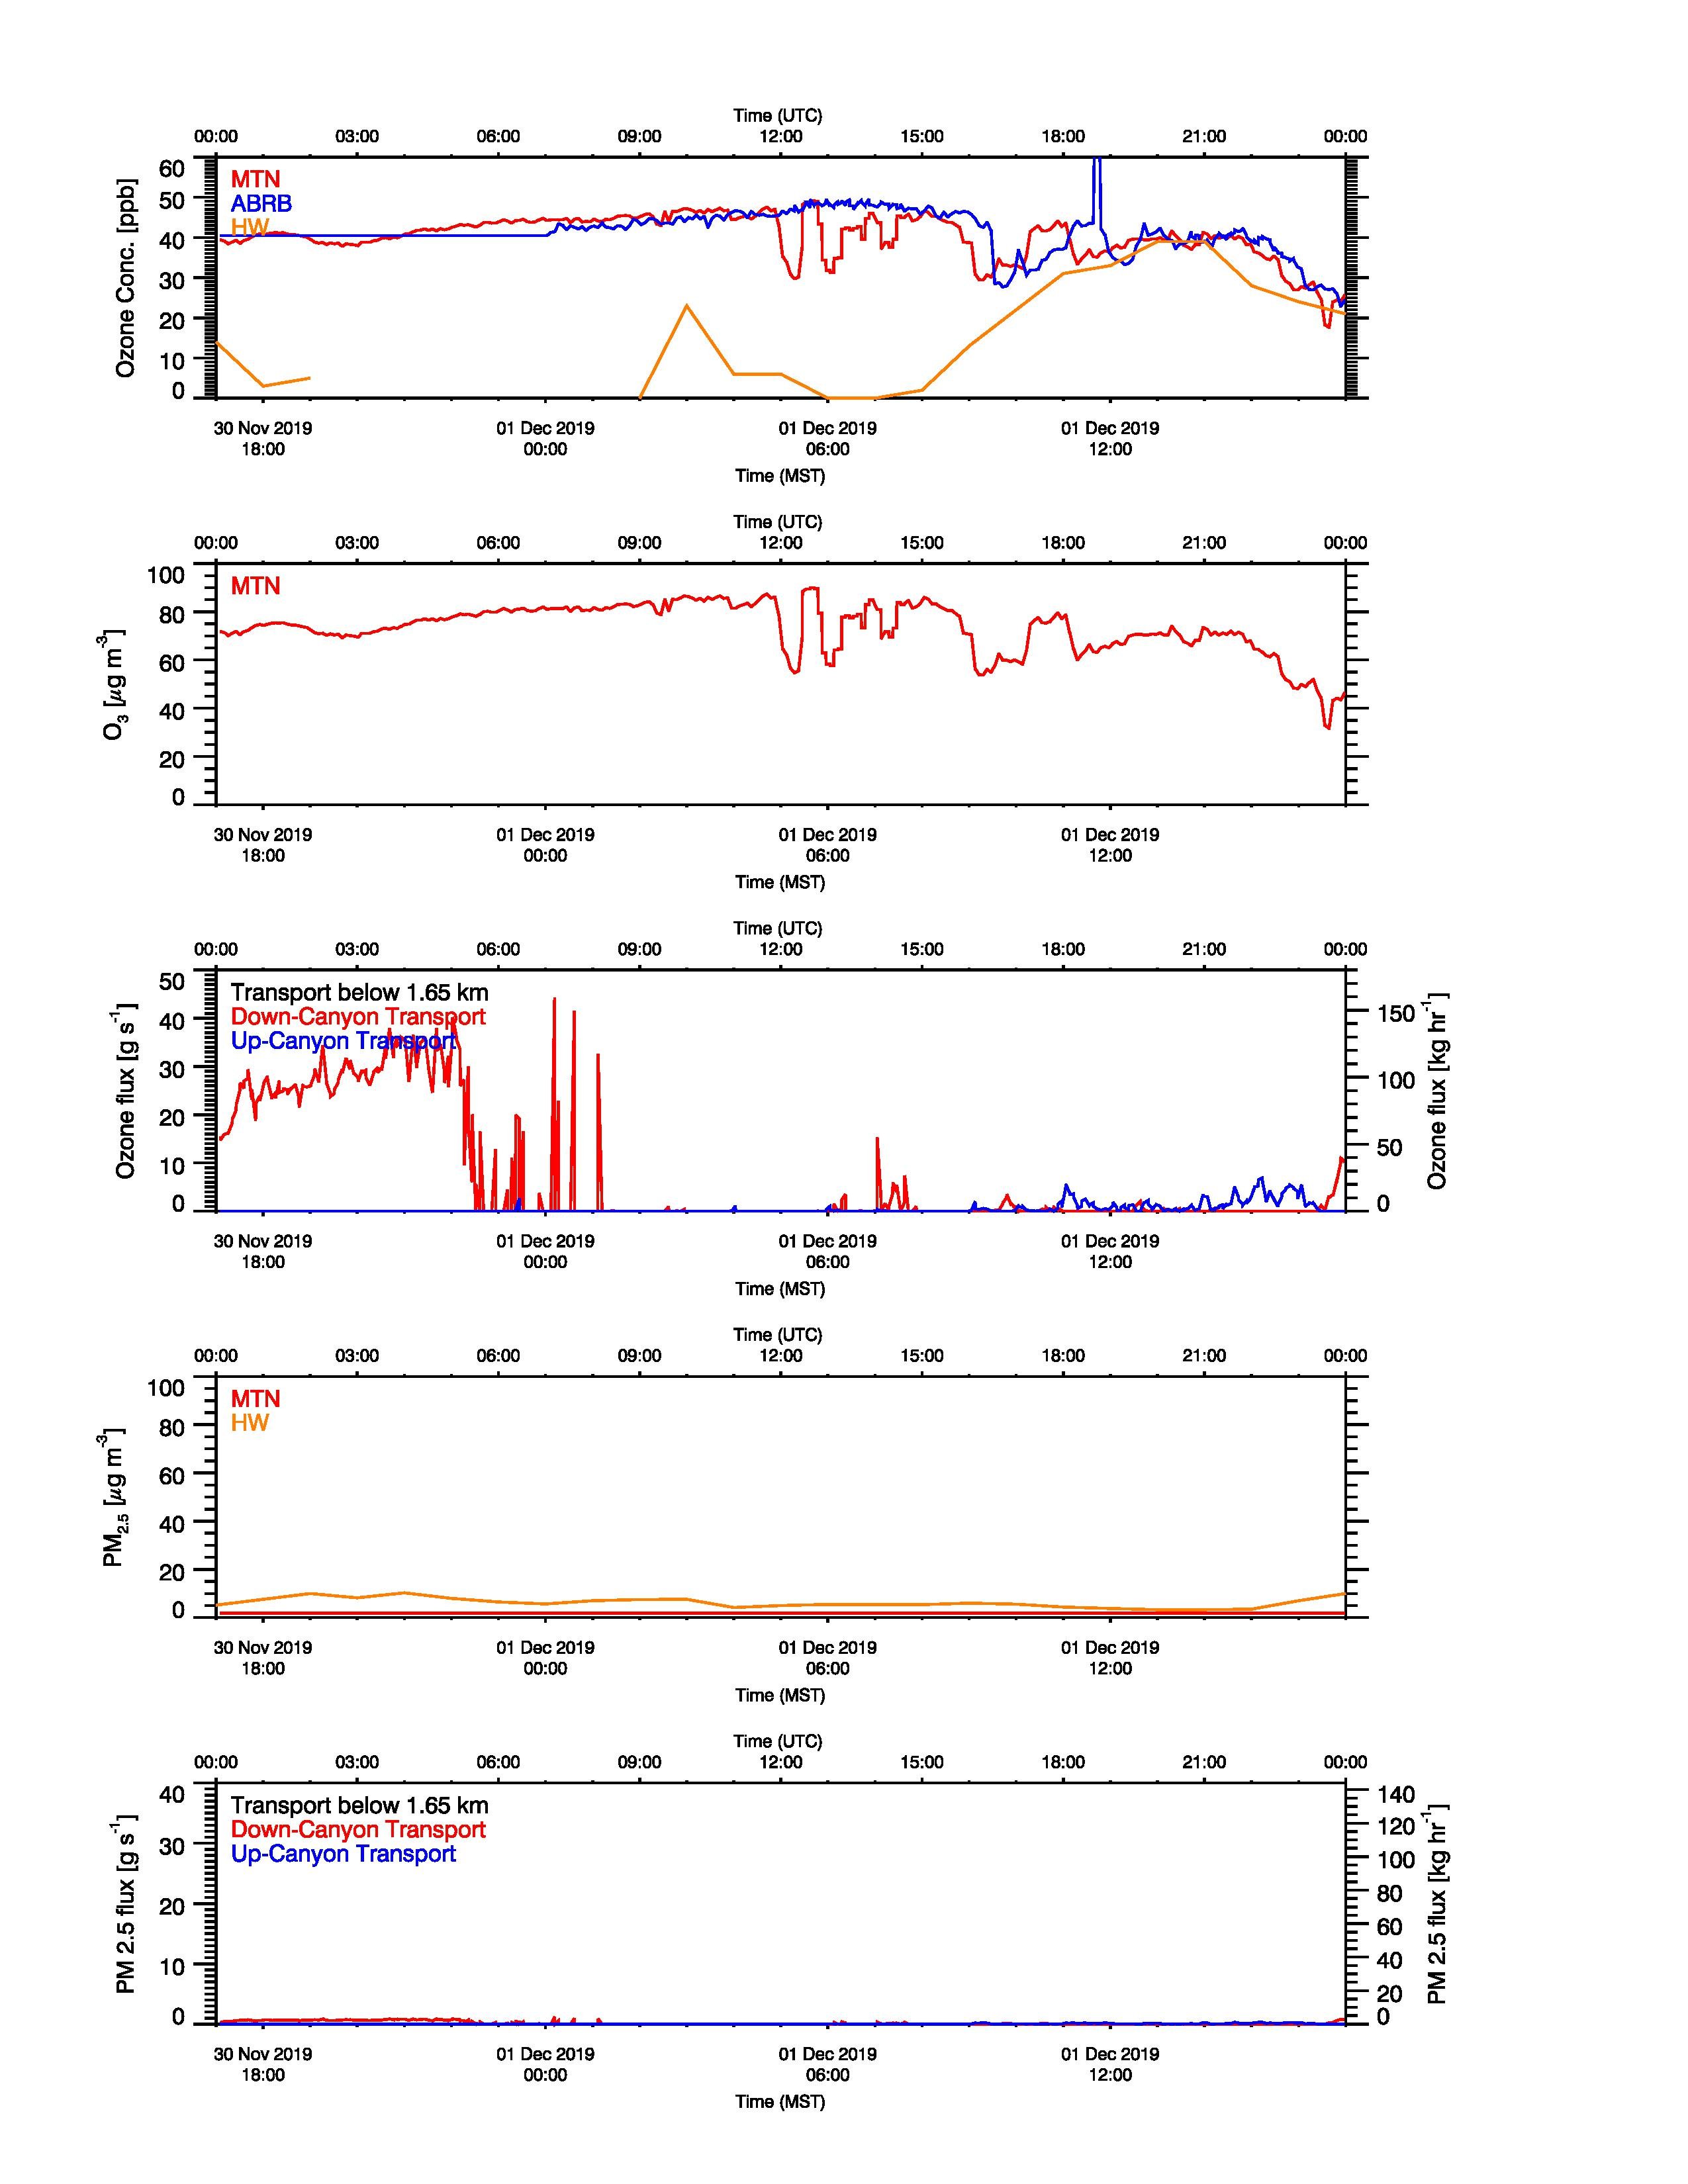 Time (UTC)
00:00 03:00 06:00 09:00 12:00 15:00 18:00 21:00 00:00
60
50
40
30
20
10
0
Ozone Conc. [ppb]
MTN
ABRB
HW
30 Nov 2019 01 Dec 2019 01 Dec 2019 01 Dec 2019
18:00 00:00 06:00 12:00
Time (MST)
Time (UTC)
00:00 03:00 06:00 09:00 12:00 15:00 18:00 21:00 00:00
100
80
60
40
20
0
O3 [µg m-3]
MTN
30 Nov 2019 01 Dec 2019 01 Dec 2019 01 Dec 2019
18:00 00:00 06:00 12:00
Time (MST)
Time (UTC)
00:00 03:00 06:00 09:00 12:00 15:00 18:00 21:00 00:00
50
40
30
20
10
0
Ozone flux [g s-1]
Transport below 1.65 km
Down-Canyon Transport
Up-Canyon Transport
150
100
50
0
Ozone flux [kg hr-1]
30 Nov 2019 01 Dec 2019 01 Dec 2019 01 Dec 2019
18:00 00:00 06:00 12:00
Time (MST)
Time (UTC)
00:00 03:00 06:00 09:00 12:00 15:00 18:00 21:00 00:00
100
80
60
40
20
0
PM2.5 [µg m-3]
MTN
HW
30 Nov 2019 01 Dec 2019 01 Dec 2019 01 Dec 2019
18:00 00:00 06:00 12:00
Time (MST)
Time (UTC)
00:00 03:00 06:00 09:00 12:00 15:00 18:00 21:00 00:00
40
30
20
10
0
PM 2.5 flux [g s-1]
Transport below 1.65 km
Down-Canyon Transport
Up-Canyon Transport
140
120
100
80
60
40
20
0
PM 2.5 flux [kg hr-1]
30 Nov 2019 01 Dec 2019 01 Dec 2019 01 Dec 2019
18:00 00:00 06:00 12:00
Time (MST)